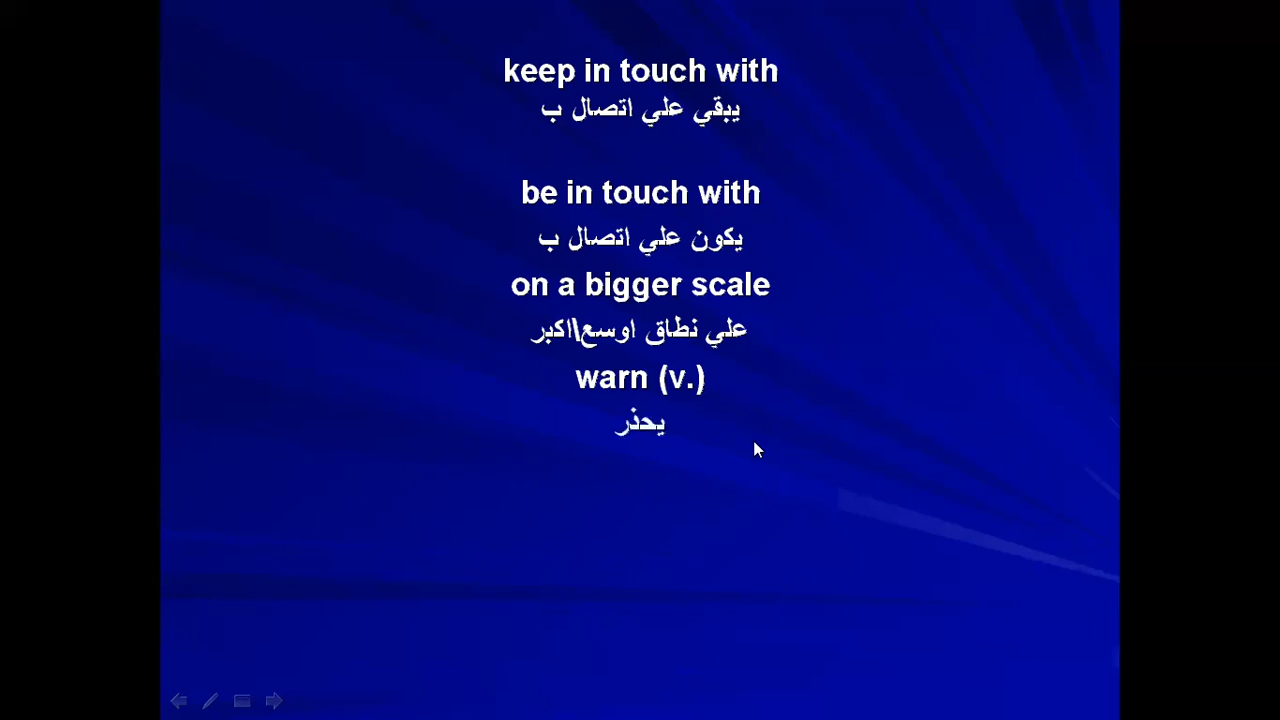 keep in touch with
يبقي علي اتصال ب
be in touch with
يكون علي اتصال ب
on a bigger scale
علي نطاق اوسع\اكبر
warn (v.)
يحذر